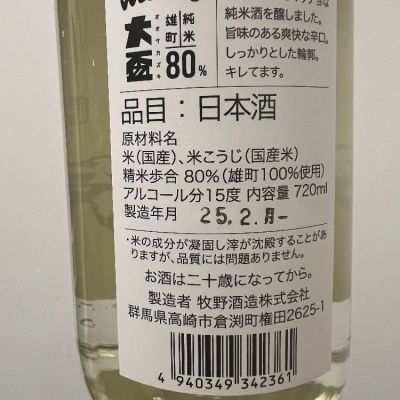 純米酒を醸しました。
旨味のある爽快な辛口。
しっかりとした輪郭。
キレてます。
大盃
オオサカズキ
純米
雄町
80%
品目：日本酒
原材料名
米(国産)、米こうじ(国産米)
精米歩合 80%(雄町100%使用)
アルコール分15度 内容量 720ml
製造年月 25.2.月
・米の成分が凝固し滓が沈殿することがありますが、品質には問題ありません。
お酒は二十歳になってから。
製造者 牧野酒造株式会社
群馬県高崎市倉渕町権田2625-1
4 940349 342361